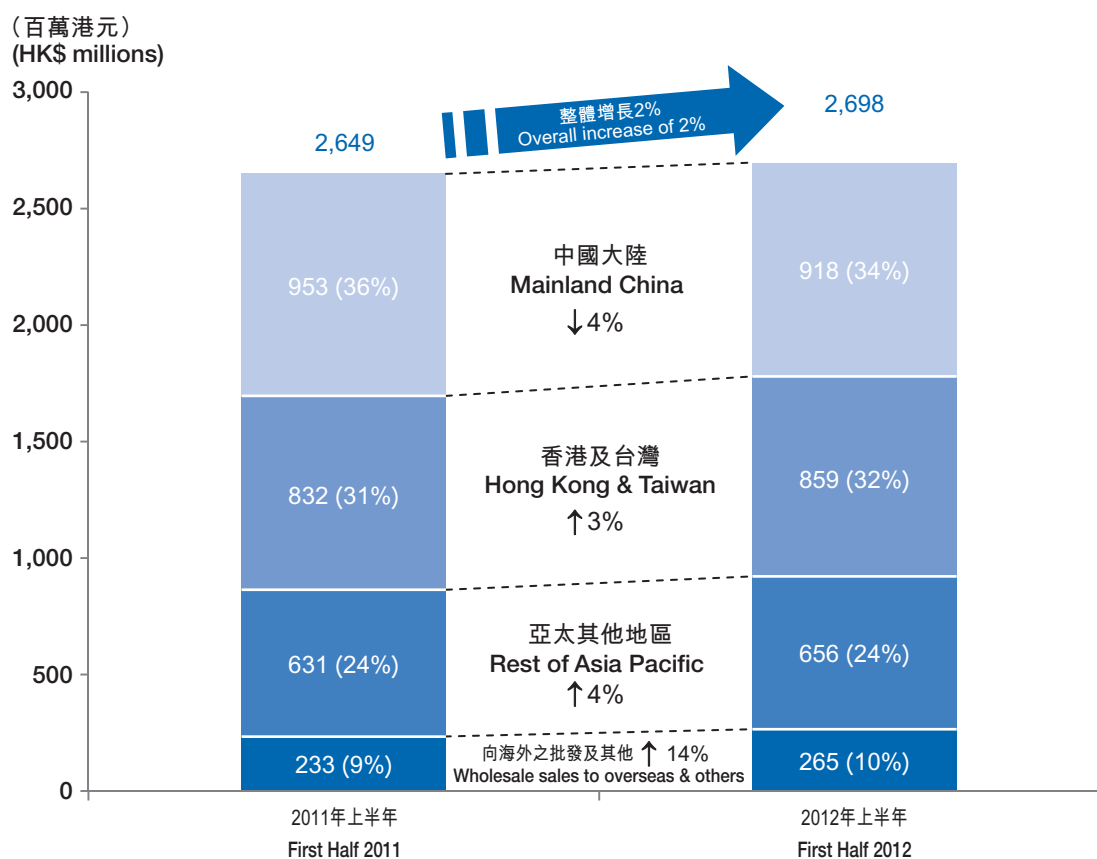 （百萬港元）
(HK$ millions)
3,000
2,500
2,000
1,500
1,000
500
0
2,649
整體增長2%
Overall increase of 2%
2,698
953 (36%)
中國大陸
Mainland China
↓4%
918 (34%)
832 (31%)
香港及台灣
Hong Kong & Taiwan
↑3%
859 (32%)
631 (24%)
亞太其他地區
Rest of Asia Pacific
↑4%
656 (24%)
233 (9%)
向海外之批發及其他 ↑ 14%
Wholesale sales to overseas & others
265 (10%)
2011年上半年
First Half 2011
2012年上半年
First Half 2012